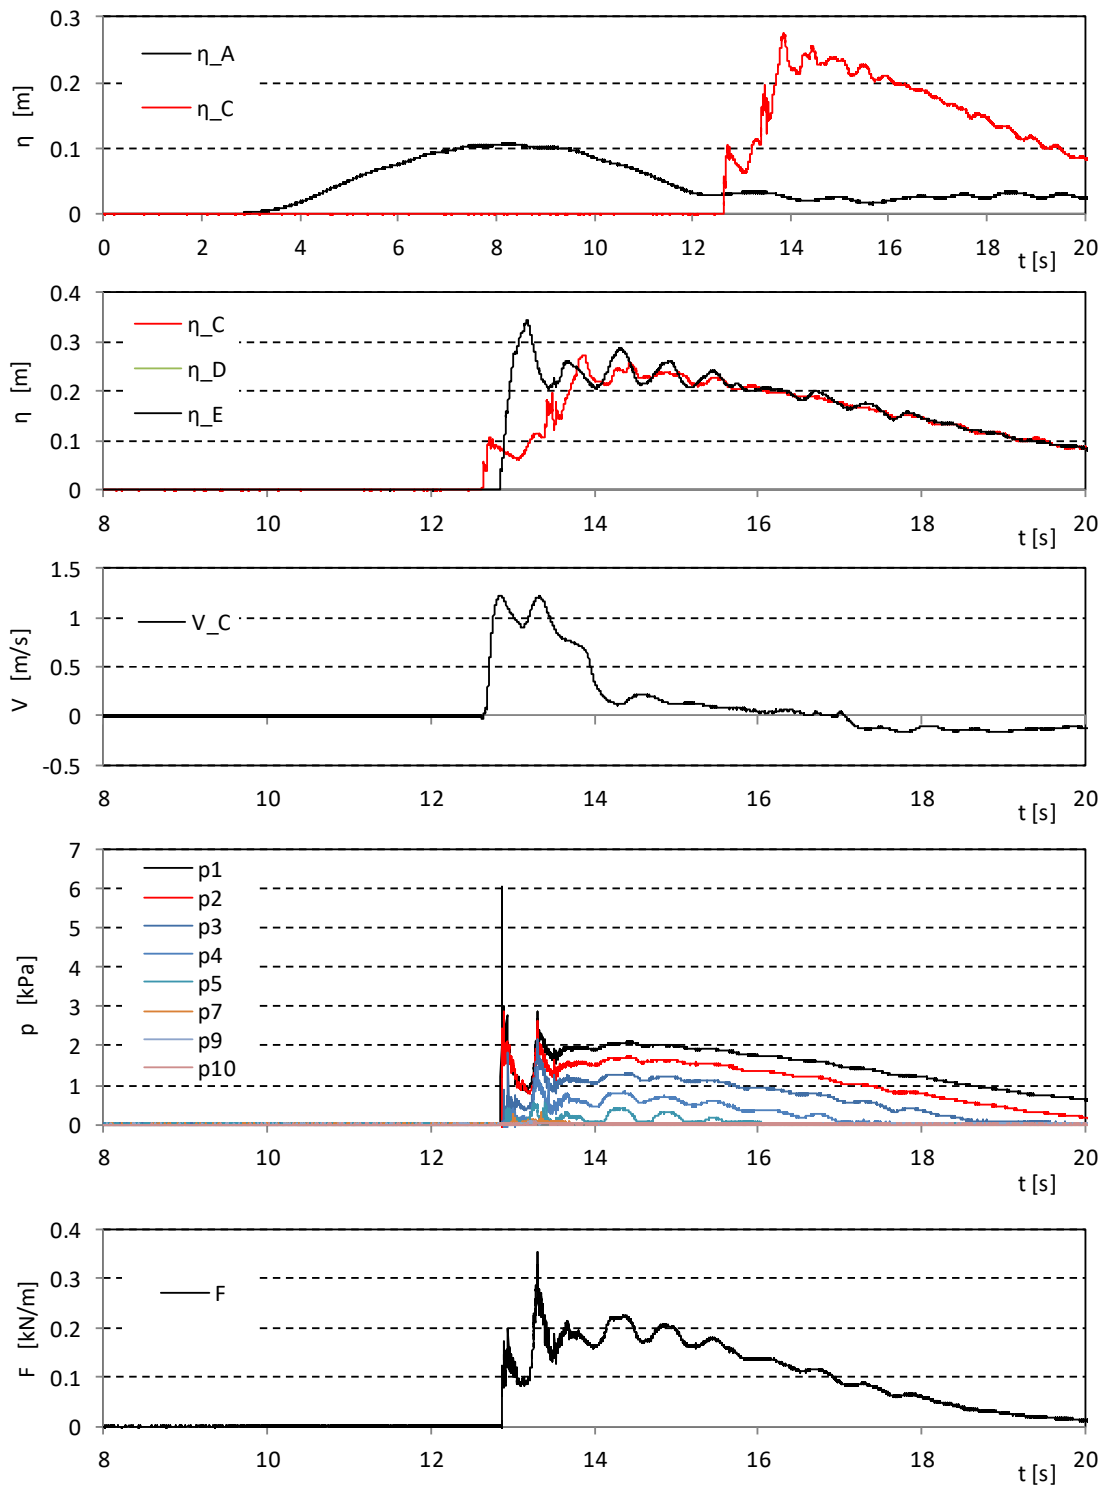 0.3
0.2
0.1
0
η [m]
η_A
η_C
0 2 4 6 8 10 12 14 16 18 20
t [s]
0.4
0.3
0.2
0.1
0
η [m]
η_C
η_D
η_E
8 10 12 14 16 18 20
t [s]
1.5
1
0.5
0
-0.5
V [m/s]
V_C
8 10 12 14 16 18 20
t [s]
7
6
5
4
3
2
1
0
p [kPa]
p1
p2
p3
p4
p5
p7
p9
p10
8 10 12 14 16 18 20
t [s]
0.4
0.3
0.2
0.1
0
F [kN/m]
F
8 10 12 14 16 18 20
t [s]